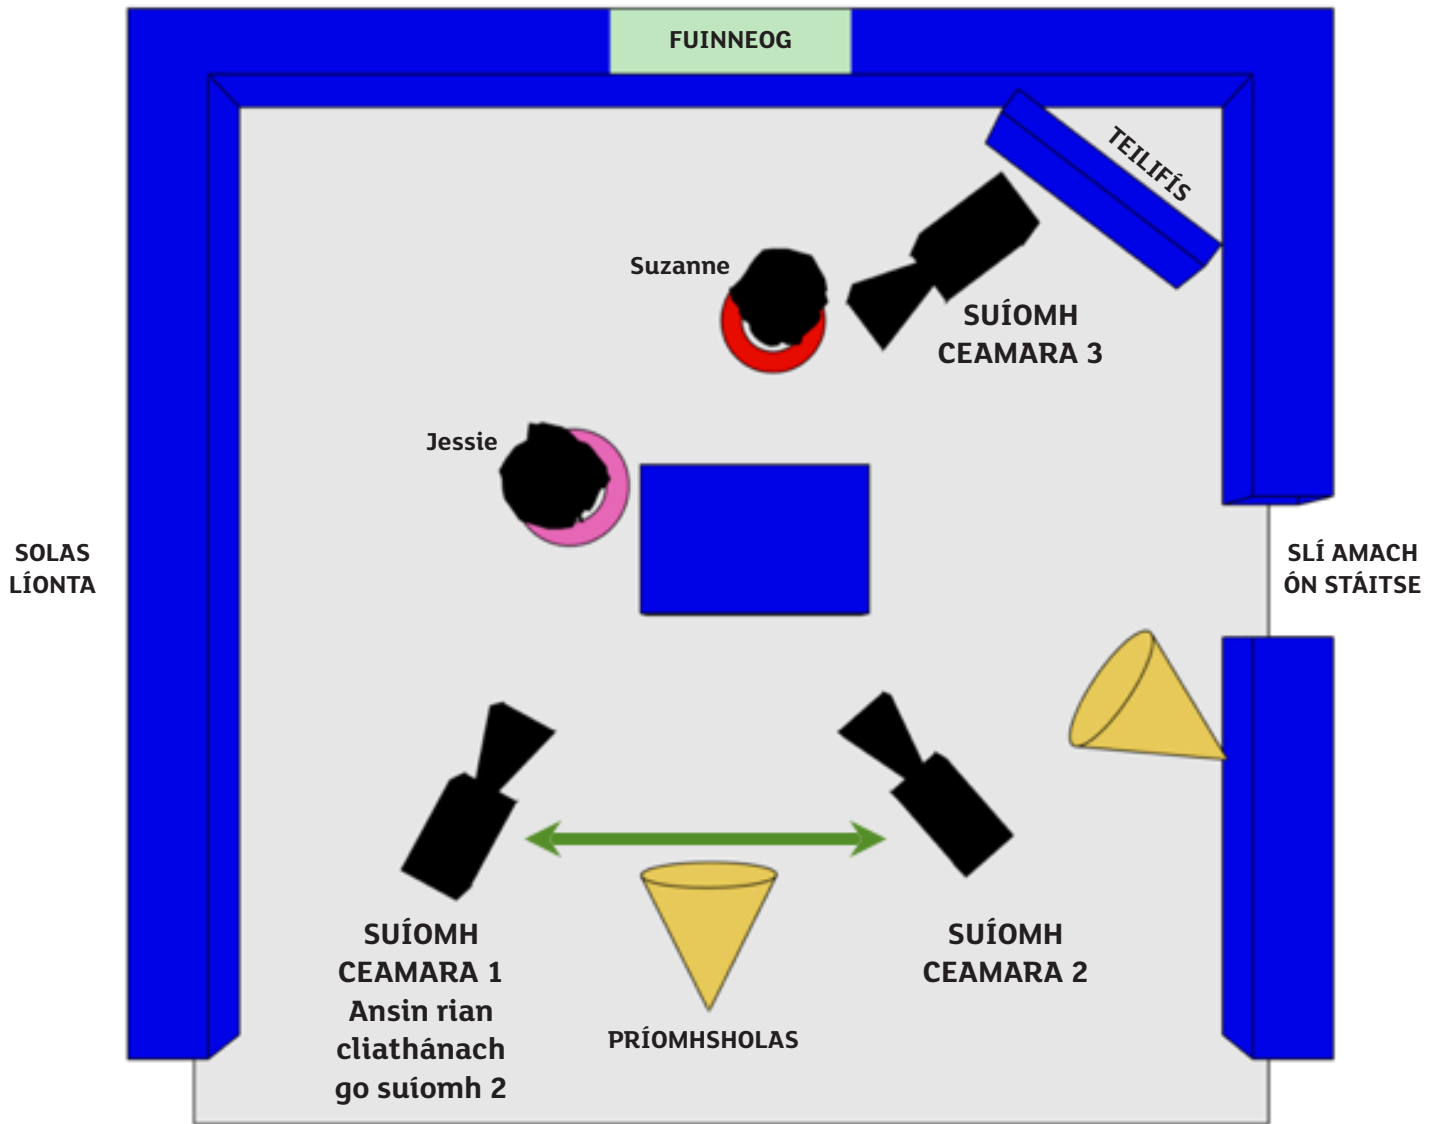 FUINNEOG
TEILIFÍS
Suzanne
SUÍOMH
CEAMARA 3
Jessie
SOLAS
LÍONTA
SLÍ AMACH
ÓN STÁITSE
SUÍOMH
CEAMARA 1
Ansin rian
cliathánach
go suíomh 2
SUÍOMH
CEAMARA 2
PRÍOMHSHOLAS